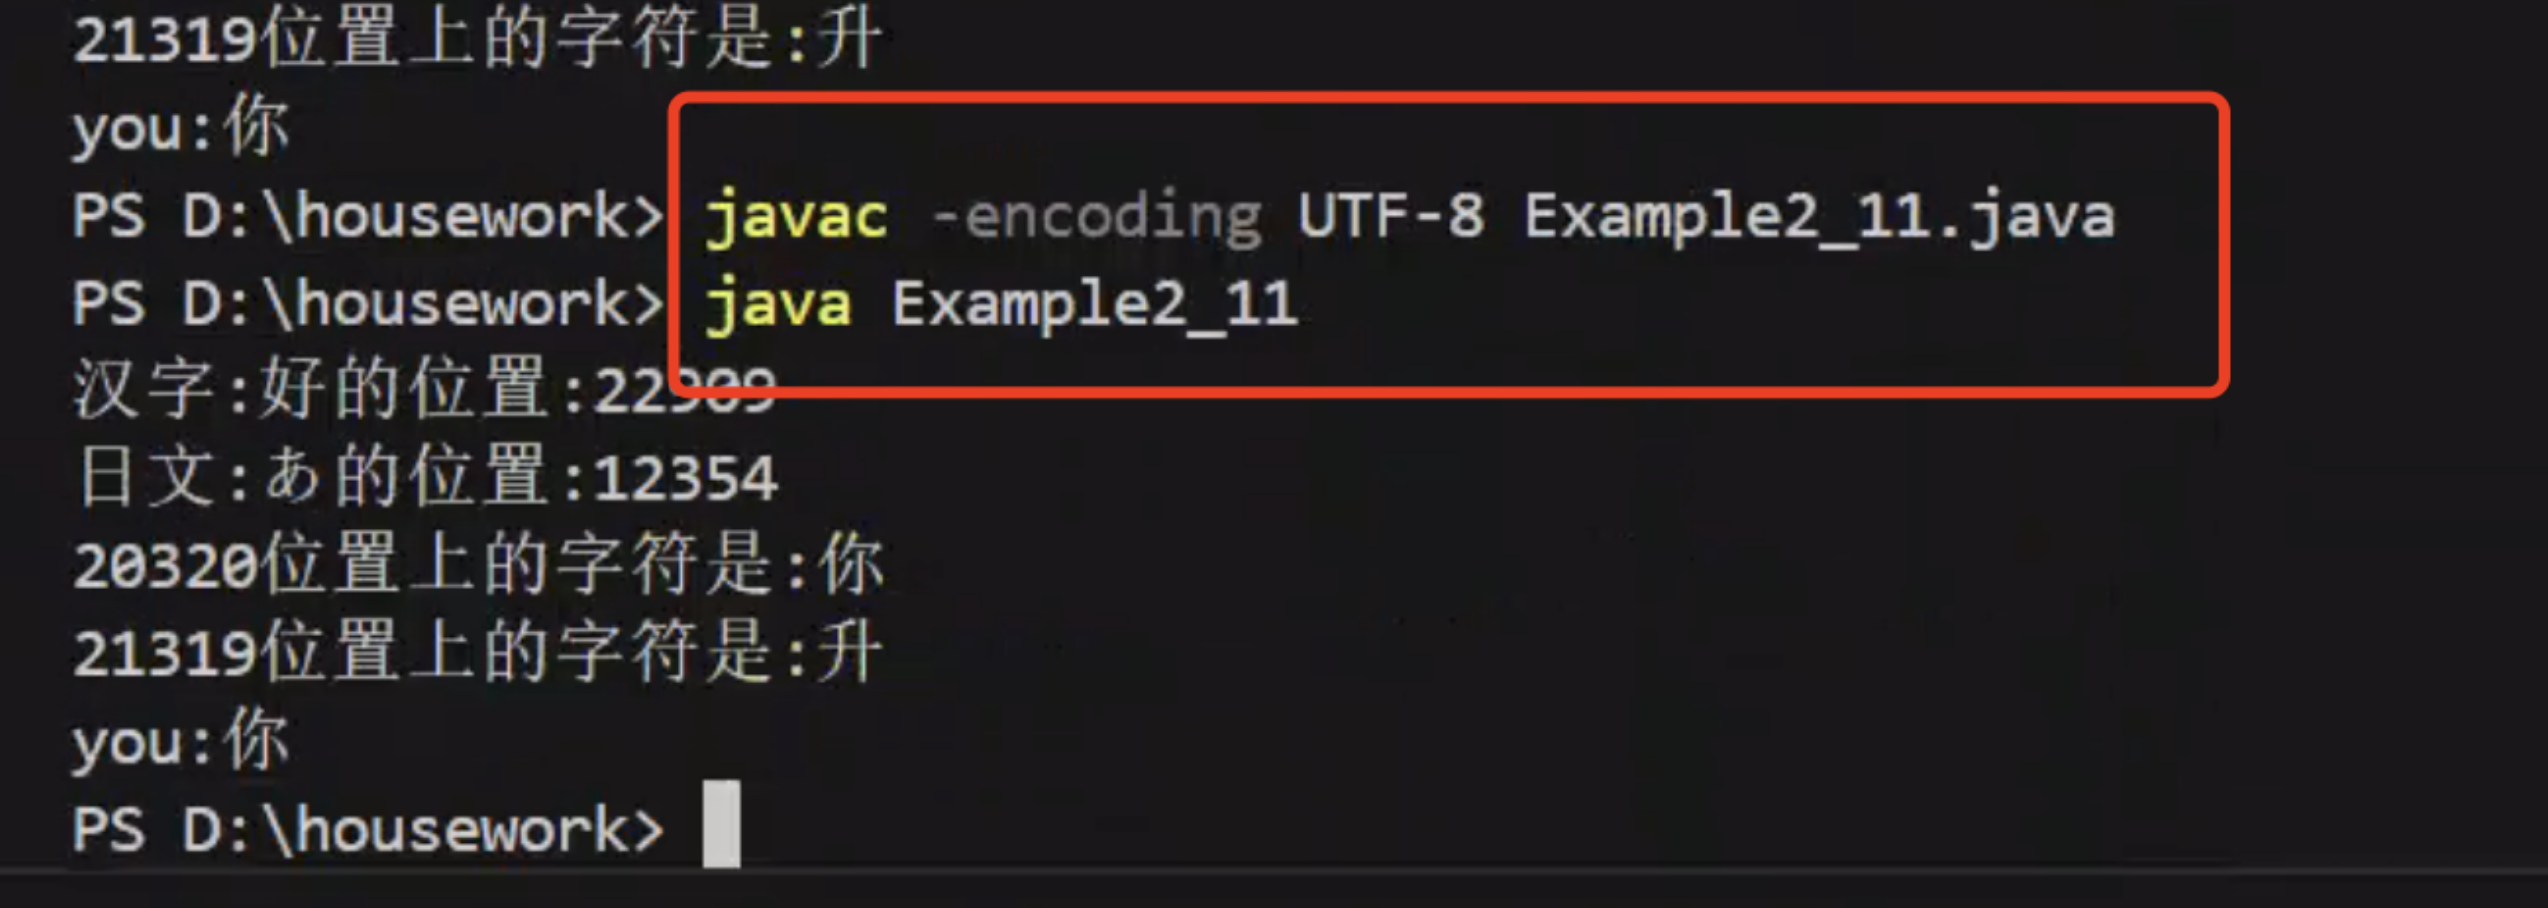 21319位置上的字符是:升
you:你
PS D:\housework> javac -encoding UTF-8 Example2_11.java
PS D:\housework> java Example2_11
汉字:好的位置:22909
日文:あ的位置:12354
20320位置上的字符是:你
21319位置上的字符是:升
you:你
PS D:\housework>